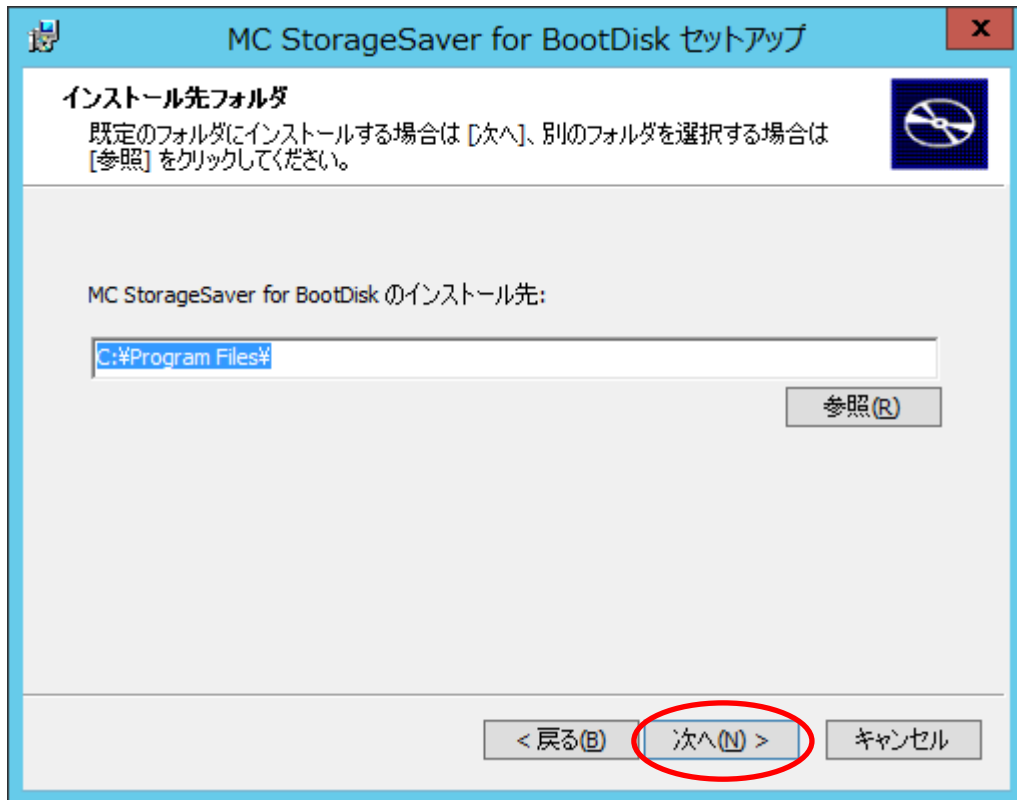 MC StorageSaver for BootDisk セットアップ
x
インストール先フォルダ
既定のフォルダにインストールする場合は [次へ]、別のフォルダを選択する場合は
[参照] をクリックしてください。
MC StorageSaver for BootDisk のインストール先:
C:¥Program Files¥
参照(R)
< 戻る(B) 次へ(N) > キャンセル